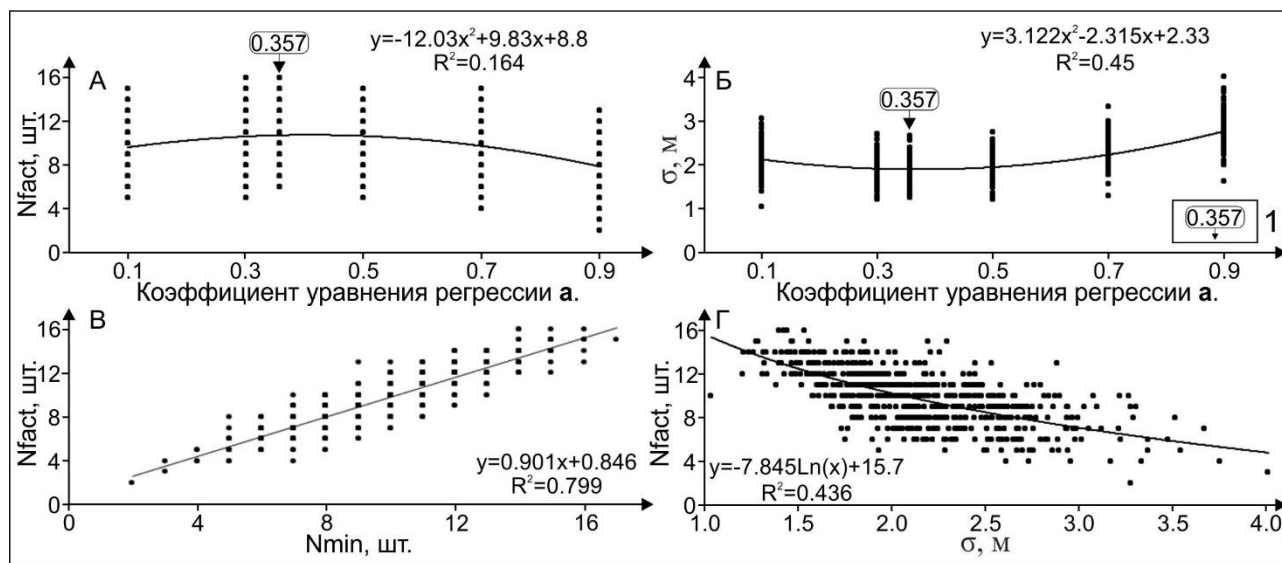 А
y=-12.03x²+9.83x+8.8
R²=0.164
0.357
Nfact, шт.
16
12
8
4
0
0.1 0.3 0.5 0.7 0.9
Коэффициент уравнения регрессии a.
Б
y=3.122x²-2.315x+2.33
R²=0.45
0.357
σ, м
4
3
2
1
0
0.357 1
0.1 0.3 0.5 0.7 0.9
Коэффициент уравнения регрессии a.
В
Nfact, шт.
16
12
8
4
0
y=0.901x+0.846
R²=0.799
0 4 8 12 16
Nmin, шт.
Г
Nfact, шт.
16
12
8
4
0
y=-7.845Ln(x)+15.7
R²=0.436
1.0 1.5 2.0 2.5 3.0 3.5 4.0
σ, м